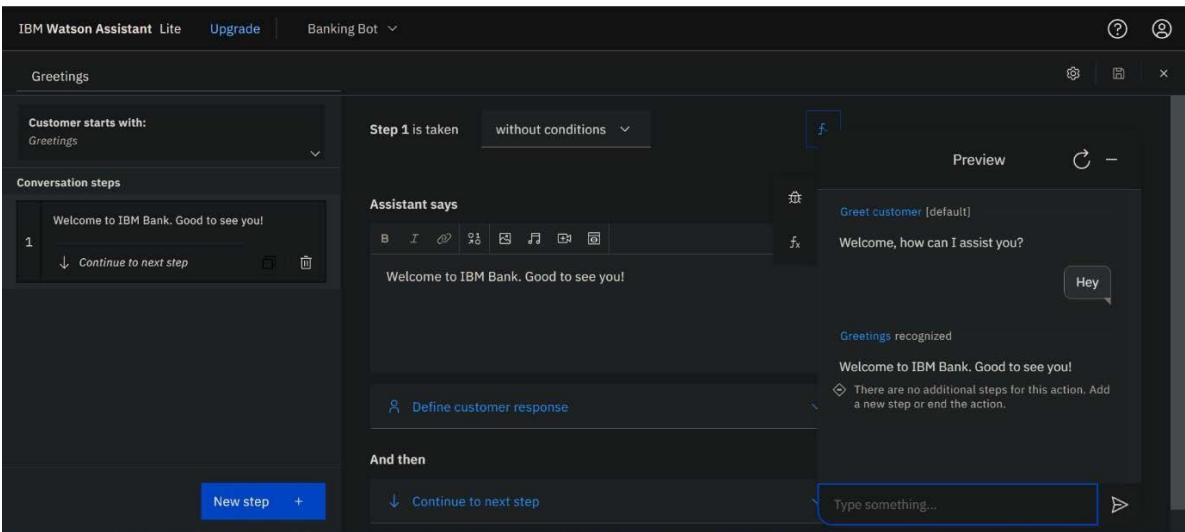 IBM Watson Assistant Lite Upgrade Banking Bot
Greetings
Customer starts with:
Greetings
Conversation steps
1
Welcome to IBM Bank. Good to see you!
Continue to next step
New step +
Step 1 is taken without conditions
Assistant says
B I
Welcome to IBM Bank. Good to see you!
Define customer response
And then
Continue to next step
fx
Preview
Greet customer [default]
Welcome, how can I assist you?
Hey
Greetings recognized
Welcome to IBM Bank. Good to see you!
There are no additional steps for this action. Add
a new step or end the action.
Type something...